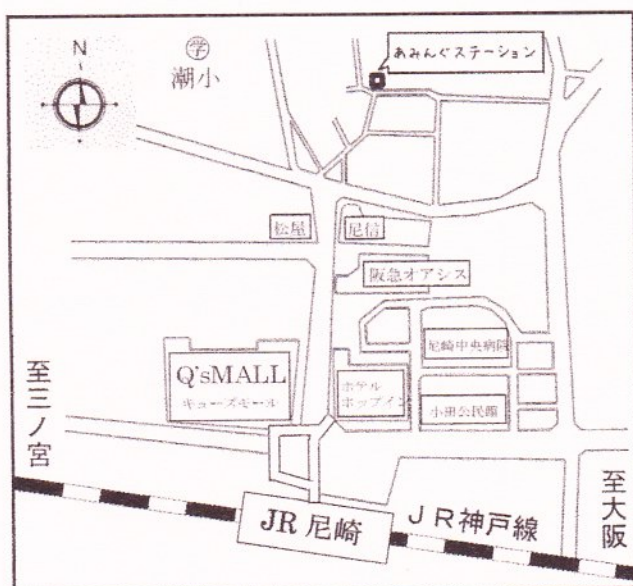 N
学
潮小
あみんぐステーション
松屋
尼信
阪急オアシス
Q'sMALL
キューズモール
ホテル
ホップイン
尼崎中央病院
小田公民館
至三ノ宮
至大阪
JR 尼崎
JR神戸線